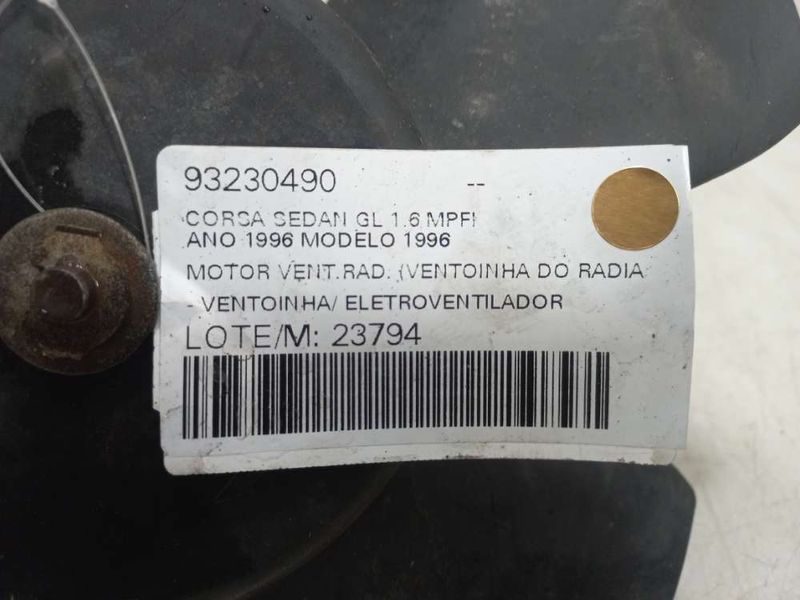 93230490 --
CORSA SEDAN GL 1.6 MPFI
ANO 1996 MODELO 1996
MOTOR VENT.RAD. (VENTOINHA DO RADIA
- VENTOINHA/ ELETROVENTILADOR
LOTE/M: 23794